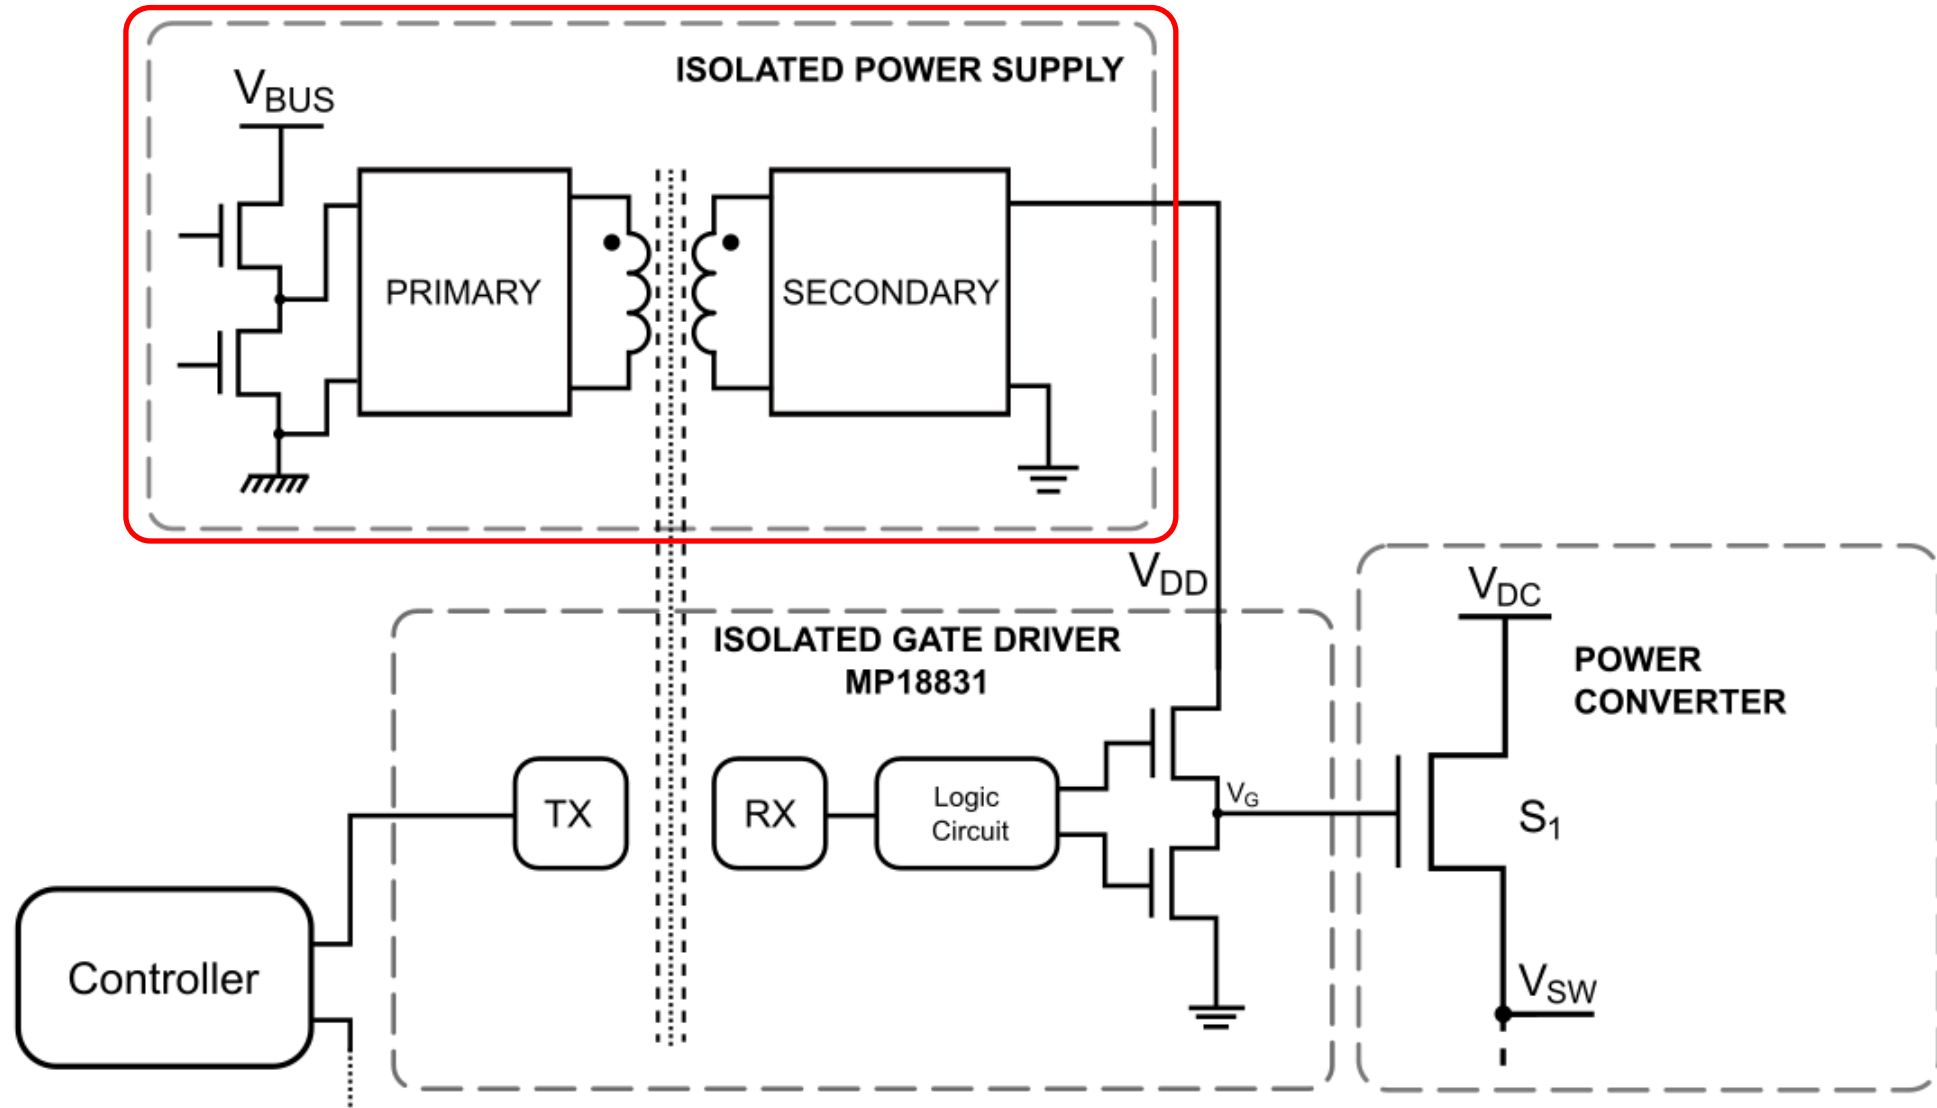 ISOLATED POWER SUPPLY
VBUS
PRIMARY
SECONDARY
VDD
ISOLATED GATE DRIVER
MP18831
VDC
POWER
CONVERTER
TX
RX
Logic
Circuit
VG
S1
Controller
VSW